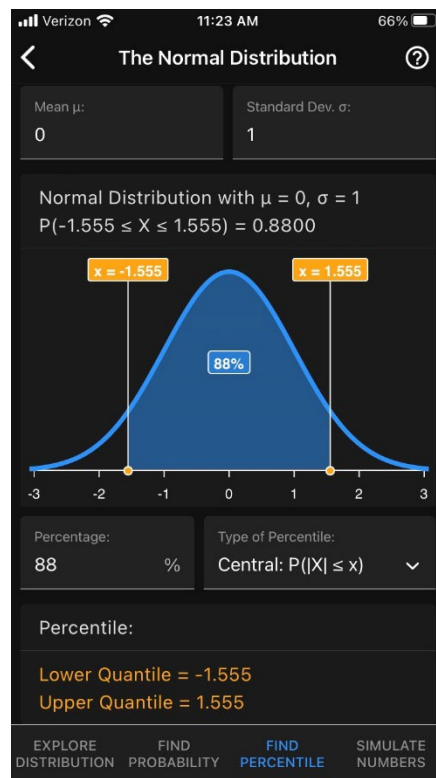 Verizon 11:23 AM 66%
The Normal Distribution ?
Mean μ: Standard Dev. σ:
0 1
Normal Distribution with μ = 0, σ = 1
P(-1.555 ≤ X ≤ 1.555) = 0.8800
x = -1.555 x = 1.555
88%
-3 -2 -1 0 1 2 3
Percentage: Type of Percentile:
88 % Central: P(|X| ≤ x)
Percentile:
Lower Quantile = -1.555
Upper Quantile = 1.555
EXPLORE FIND FIND SIMULATE
DISTRIBUTION PROBABILITY PERCENTILE NUMBERS